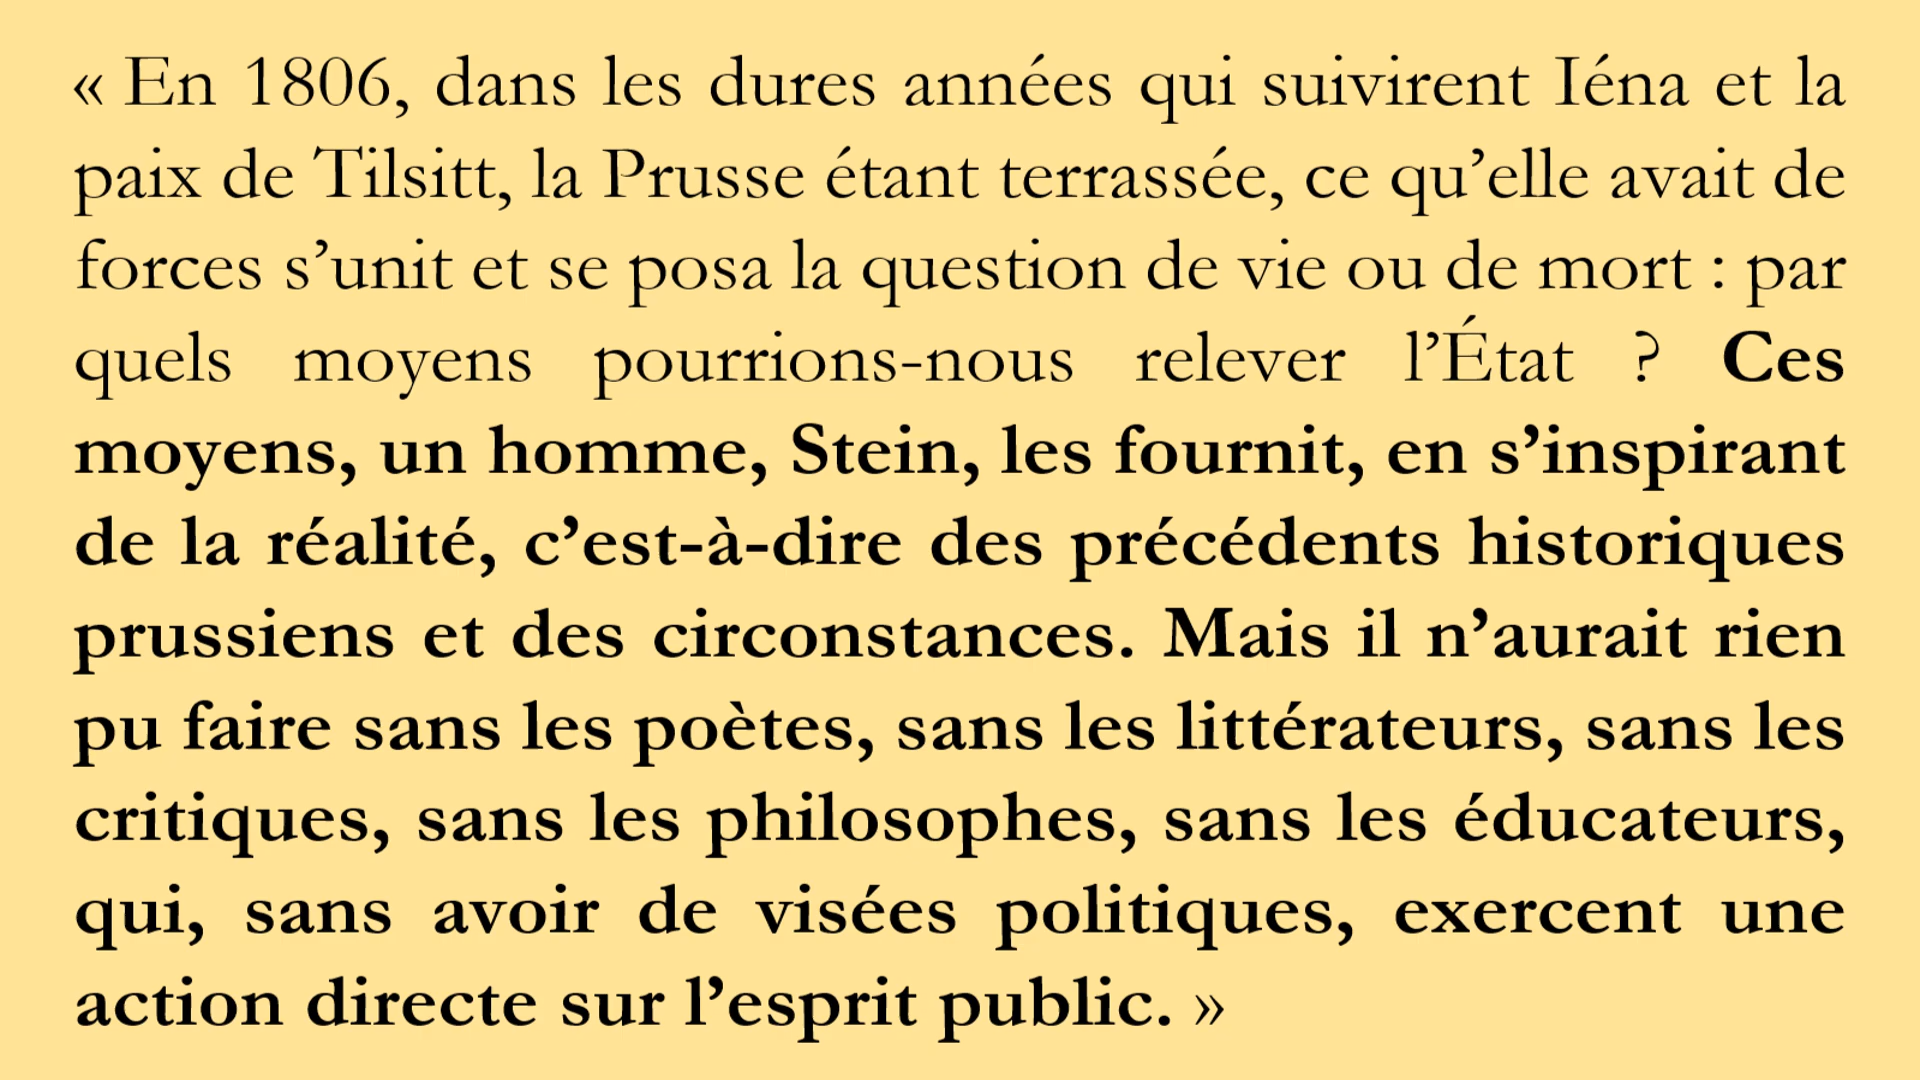 « En 1806, dans les dures années qui suivirent Iéna et la
paix de Tilsitt, la Prusse étant terrassée, ce qu’elle avait de
forces s’unit et se posa la question de vie ou de mort : par
quels moyens pourrions-nous relever l’État ? Ces
moyens, un homme, Stein, les fournit, en s’inspirant
de la réalité, c’est-à-dire des précédents historiques
prussiens et des circonstances. Mais il n’aurait rien
pu faire sans les poètes, sans les littérateurs, sans les
critiques, sans les philosophes, sans les éducateurs,
qui, sans avoir de visées politiques, exercent une
action directe sur l’esprit public. »